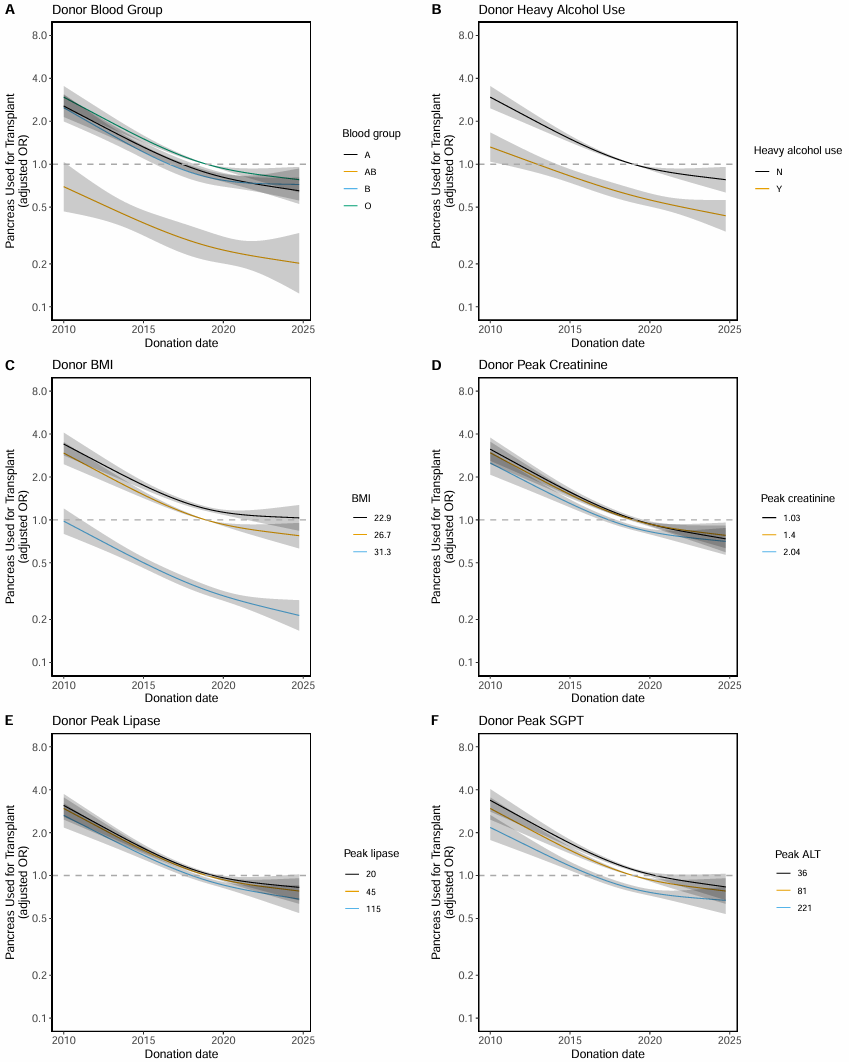 A Donor Blood Group
8.0
4.0
2.0
1.0
0.5
0.2
0.1
2010 2015 2020 2025
Donation date
Pancreas Used for Transplant
(adjusted OR)
Blood group
A
AB
B
O
B Donor Heavy Alcohol Use
8.0
4.0
2.0
1.0
0.5
0.2
0.1
2010 2015 2020 2025
Donation date
Pancreas Used for Transplant
(adjusted OR)
Heavy alcohol use
N
Y
C Donor BMI
8.0
4.0
2.0
1.0
0.5
0.2
0.1
2010 2015 2020 2025
Donation date
Pancreas Used for Transplant
(adjusted OR)
BMI
22.9
26.7
31.3
D Donor Peak Creatinine
8.0
4.0
2.0
1.0
0.5
0.2
0.1
2010 2015 2020 2025
Donation date
Pancreas Used for Transplant
(adjusted OR)
Peak creatinine
1.03
1.4
2.04
E Donor Peak Lipase
8.0
4.0
2.0
1.0
0.5
0.2
0.1
2010 2015 2020 2025
Donation date
Pancreas Used for Transplant
(adjusted OR)
Peak lipase
20
45
115
F Donor Peak SGPT
8.0
4.0
2.0
1.0
0.5
0.2
0.1
2010 2015 2020 2025
Donation date
Pancreas Used for Transplant
(adjusted OR)
Peak ALT
36
81
221